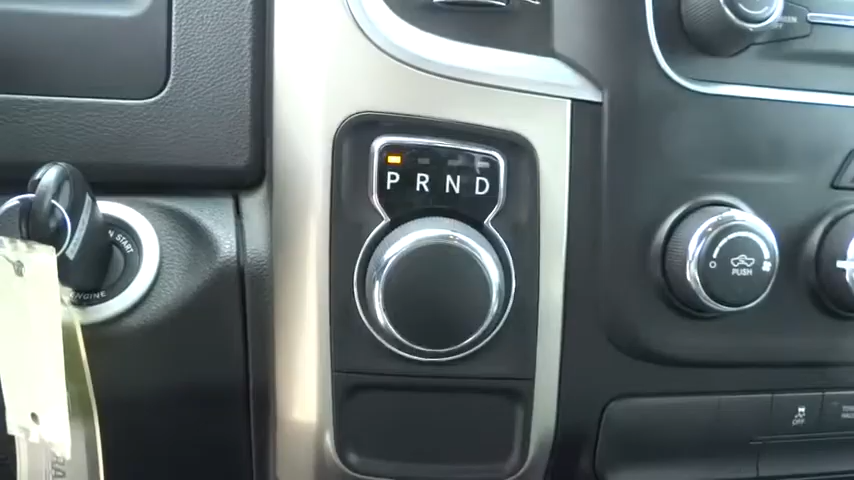 P R N D
START
ENGINE
PUSH
OFF